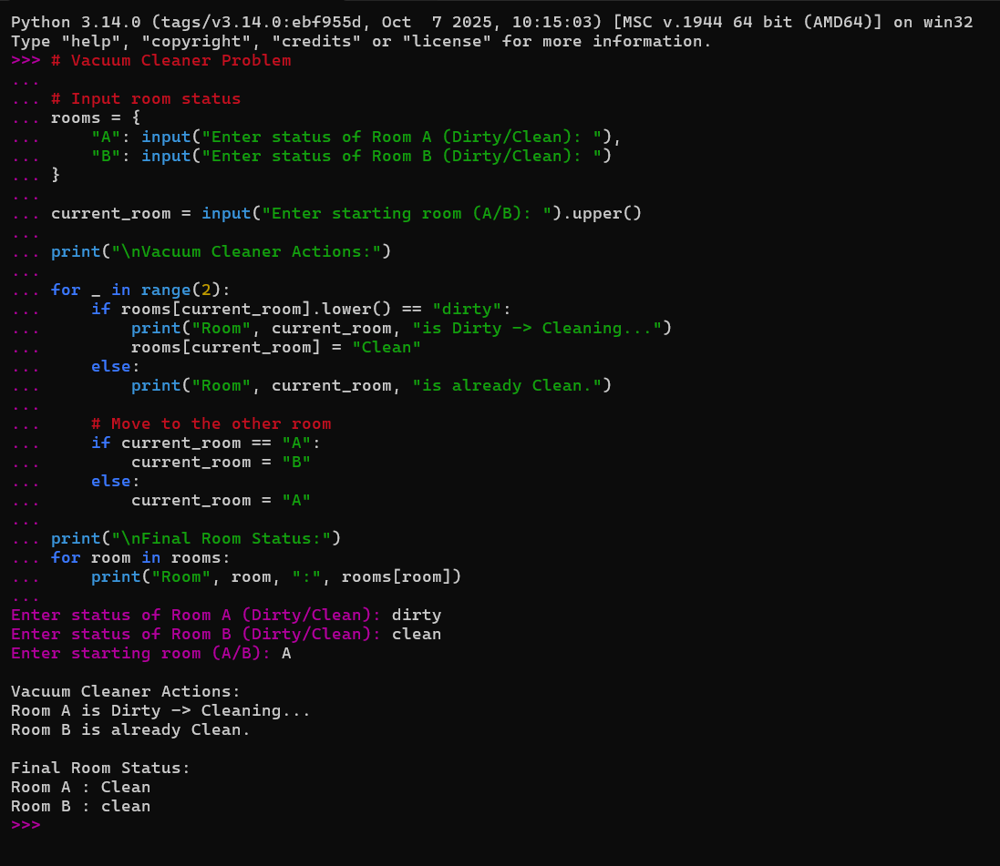 Python 3.14.0 (tags/v3.14.0:ebf955d, Oct  7 2025, 10:15:03) [MSC v.1944 64 bit (AMD64)] on win32
Type "help", "copyright", "credits" or "license" for more information.
>>> # Vacuum Cleaner Problem
...
... # Input room status
... rooms = {
...     "A": input("Enter status of Room A (Dirty/Clean): "),
...     "B": input("Enter status of Room B (Dirty/Clean): ")
... }
...
... current_room = input("Enter starting room (A/B): ").upper()
...
... print("\nVacuum Cleaner Actions:")
...
... for _ in range(2):
...     if rooms[current_room].lower() == "dirty":
...         print("Room", current_room, "is Dirty -> Cleaning...")
...         rooms[current_room] = "Clean"
...     else:
...         print("Room", current_room, "is already Clean.")
...
...     # Move to the other room
...     if current_room == "A":
...         current_room = "B"
...     else:
...         current_room = "A"
...
... print("\nFinal Room Status:")
... for room in rooms:
...     print("Room", room, ":", rooms[room])
...
Enter status of Room A (Dirty/Clean): dirty
Enter status of Room B (Dirty/Clean): clean
Enter starting room (A/B): A

Vacuum Cleaner Actions:
Room A is Dirty -> Cleaning...
Room B is already Clean.

Final Room Status:
Room A : Clean
Room B : clean
>>>